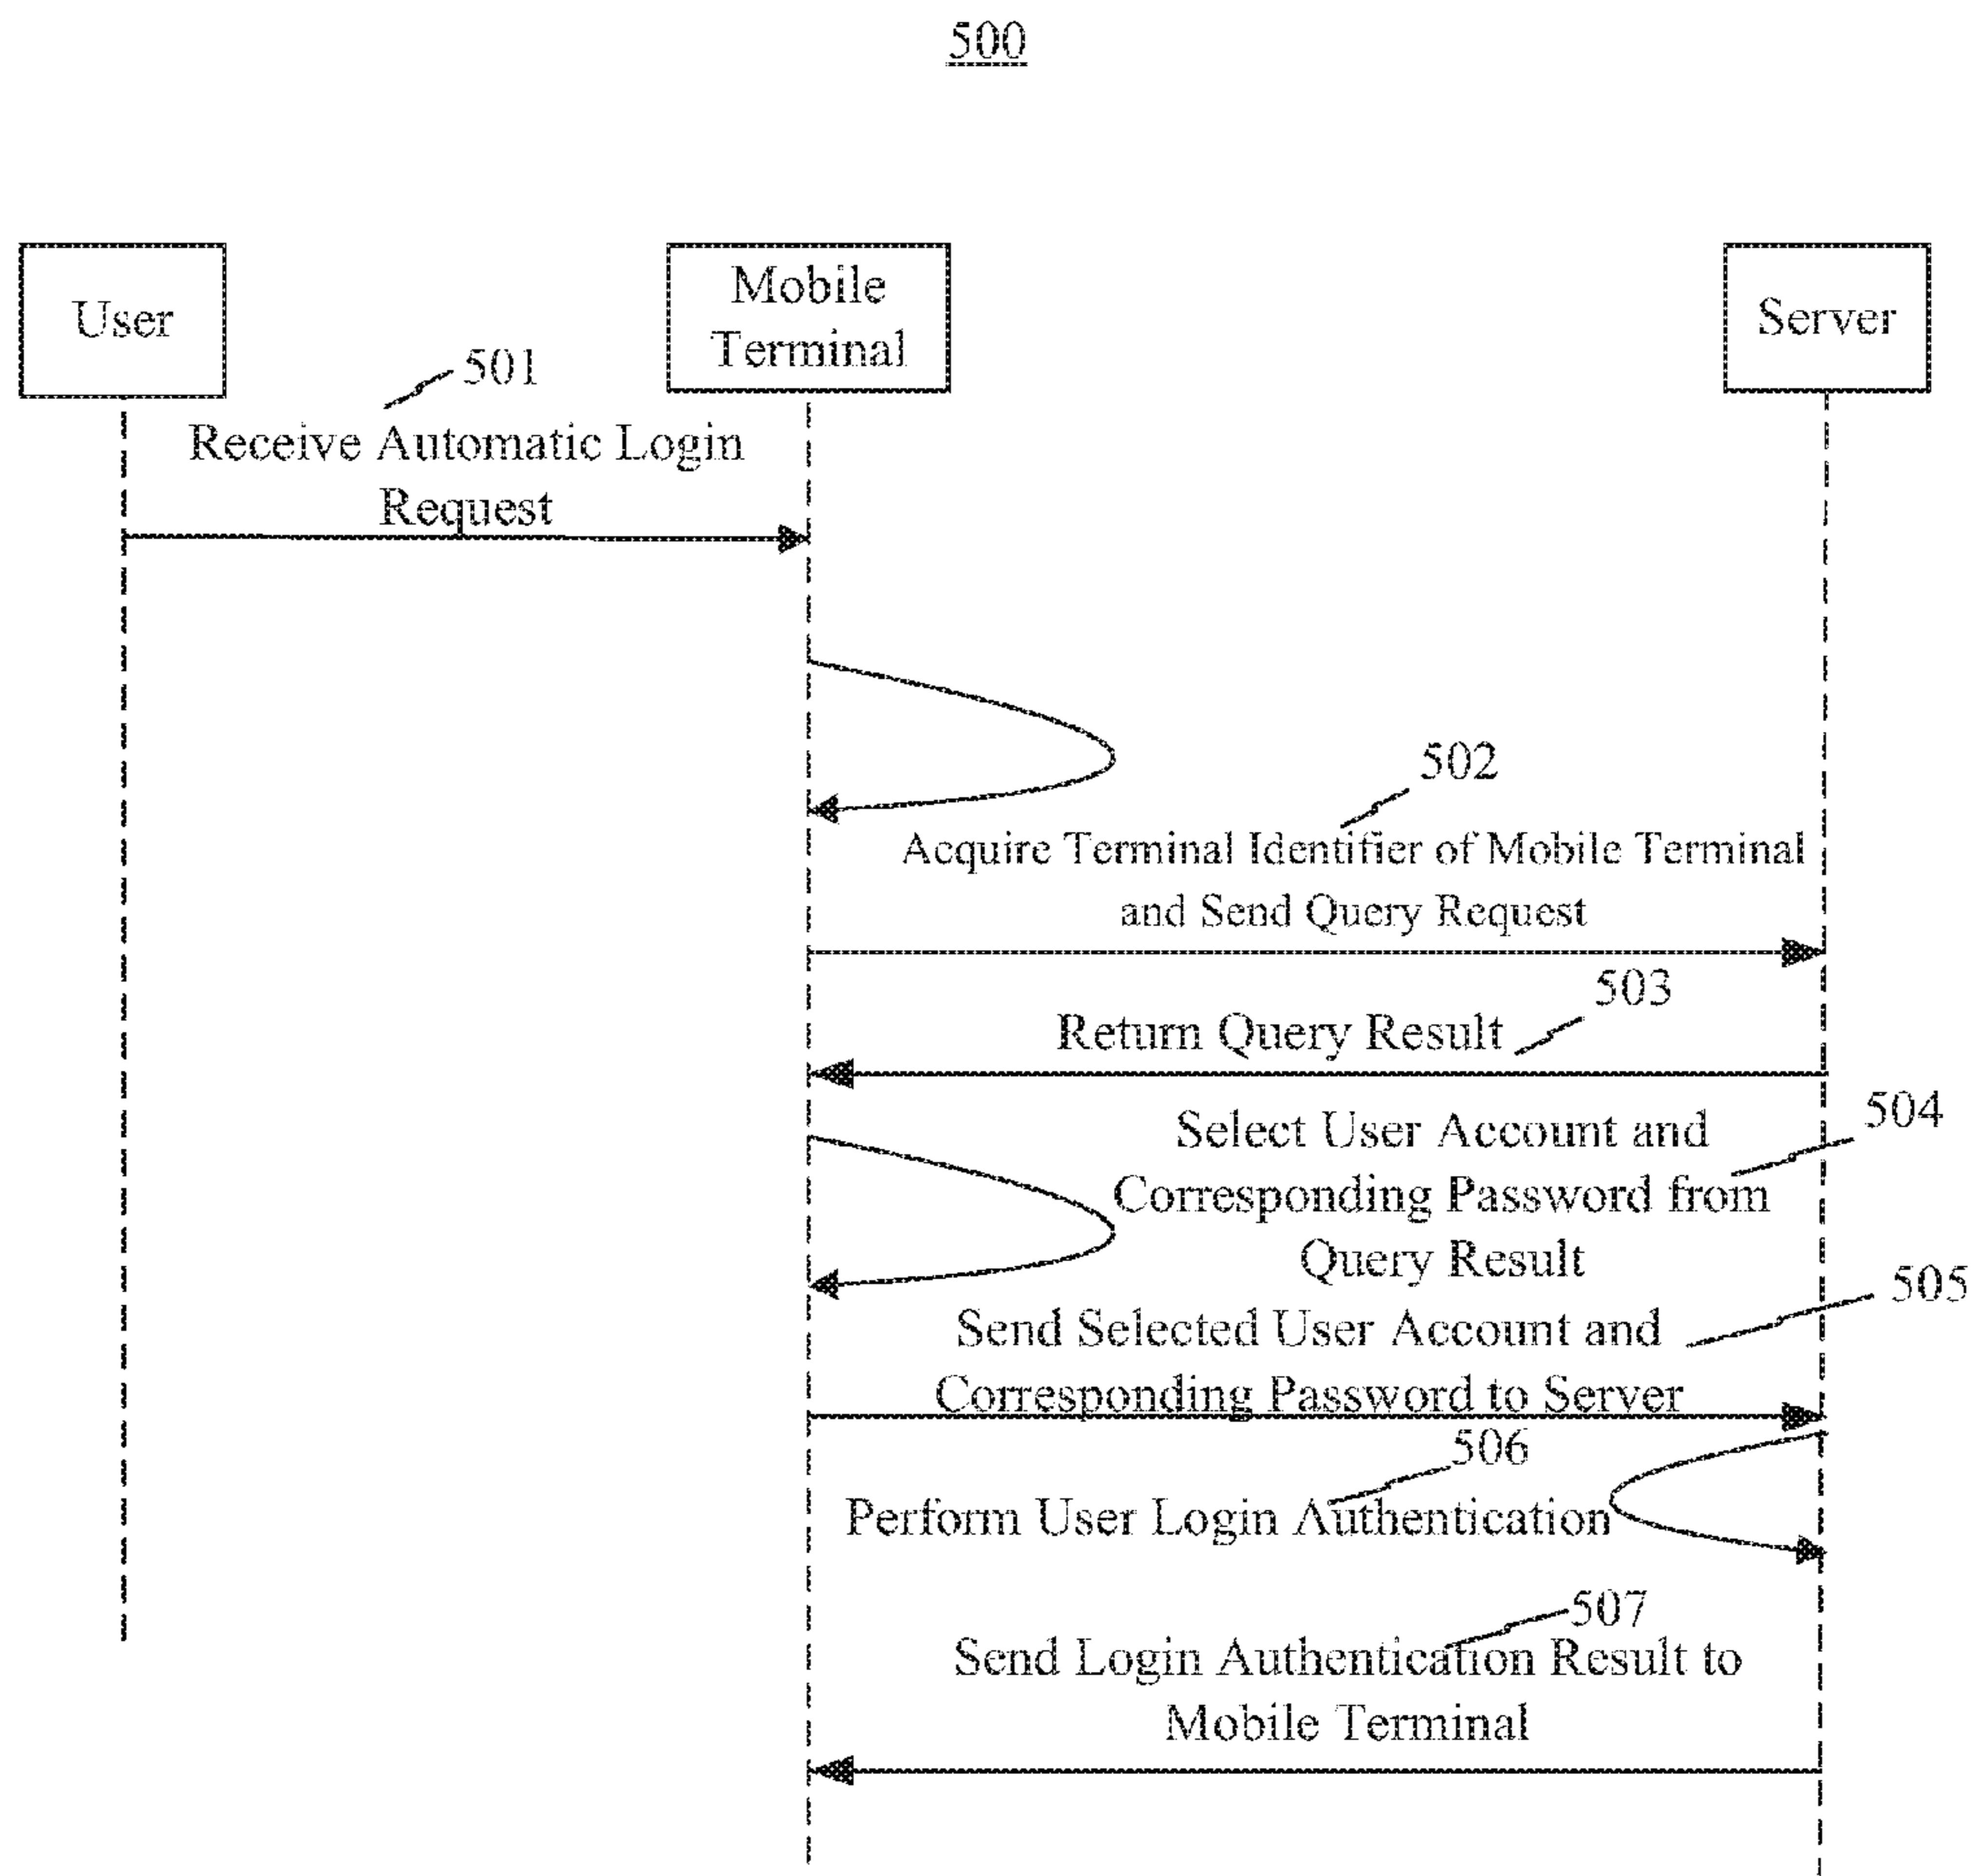 500
User
Mobile
Terminal
Server
501
Receive Automatic Login
Request
502
Acquire Terminal Identifier of Mobile Terminal
and Send Query Request
503
Return Query Result
504
Select User Account and
Corresponding Password from
Query Result
505
Send Selected User Account and
Corresponding Password to Server
506
Perform User Login Authentication
507
Send Login Authentication Result to
Mobile Terminal